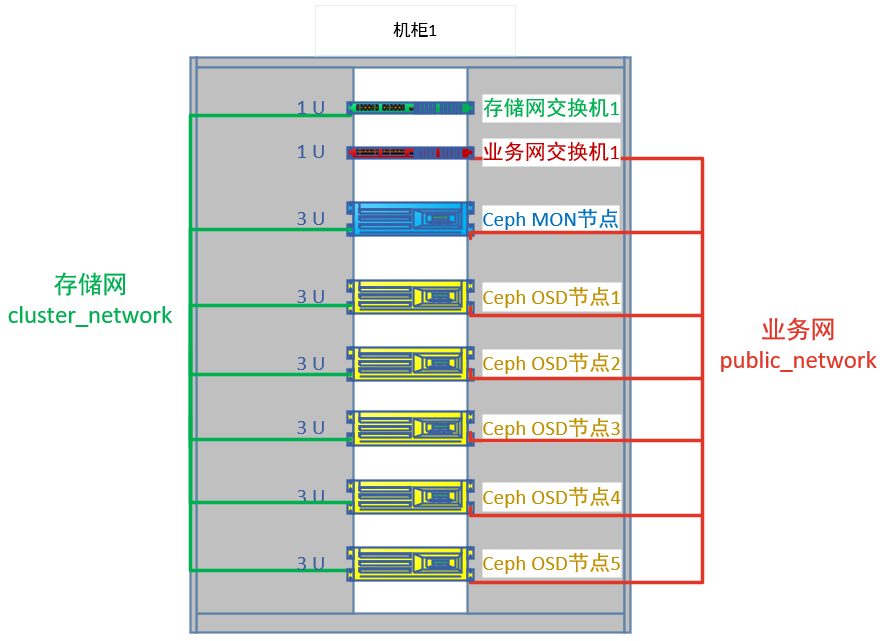 机柜1
1 U
存储网交换机1
1 U
业务网交换机1
3 U
Ceph MON节点
存储网
cluster_network
3 U
Ceph OSD节点1
业务网
public_network
3 U
Ceph OSD节点2
3 U
Ceph OSD节点3
3 U
Ceph OSD节点4
3 U
Ceph OSD节点5